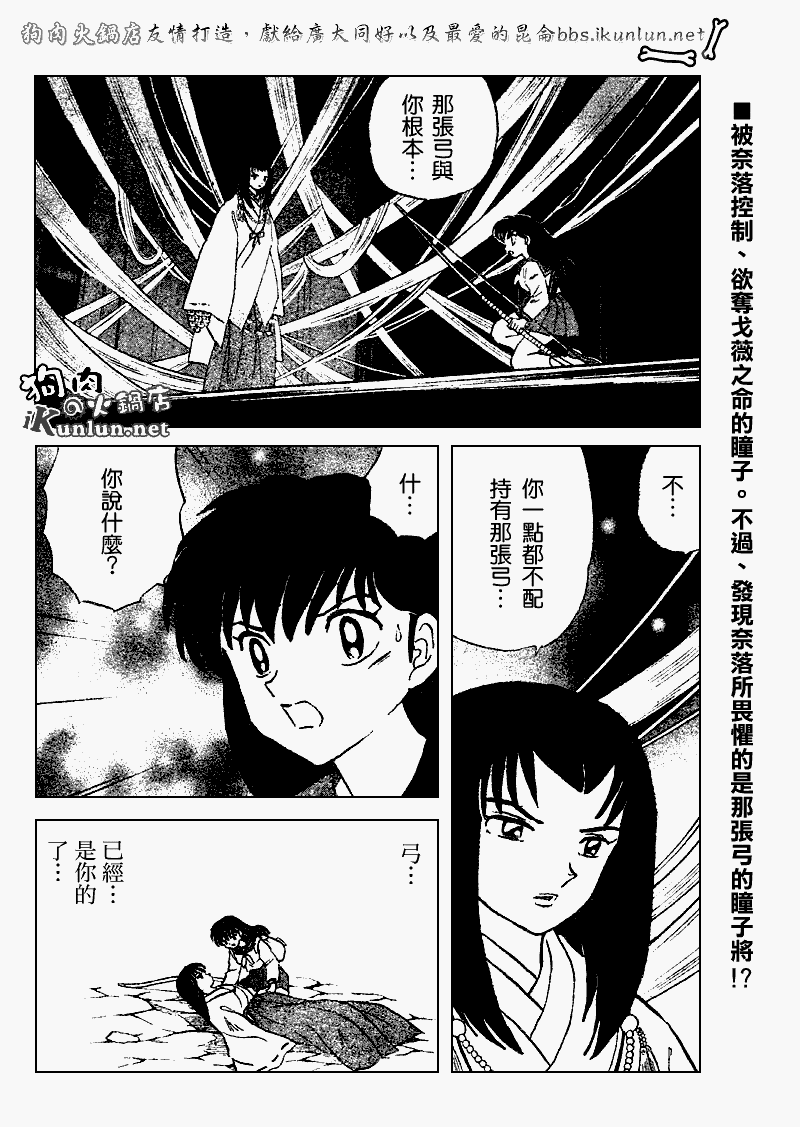 狗肉火鍋店友情打造，獻給廣大同好以及最愛的昆侖bbs.ikunlun.net
■被奈落控制、欲奪戈薇之命的瞳子。不過、發現奈落所畏懼的是那張弓的瞳子將!?
那張弓與
你根本…
狗肉@火鍋店
iKunlun.net
不…
你一點都不配
持有那張弓…
什…
你說什麼？
弓…
已經…
是你的
了…